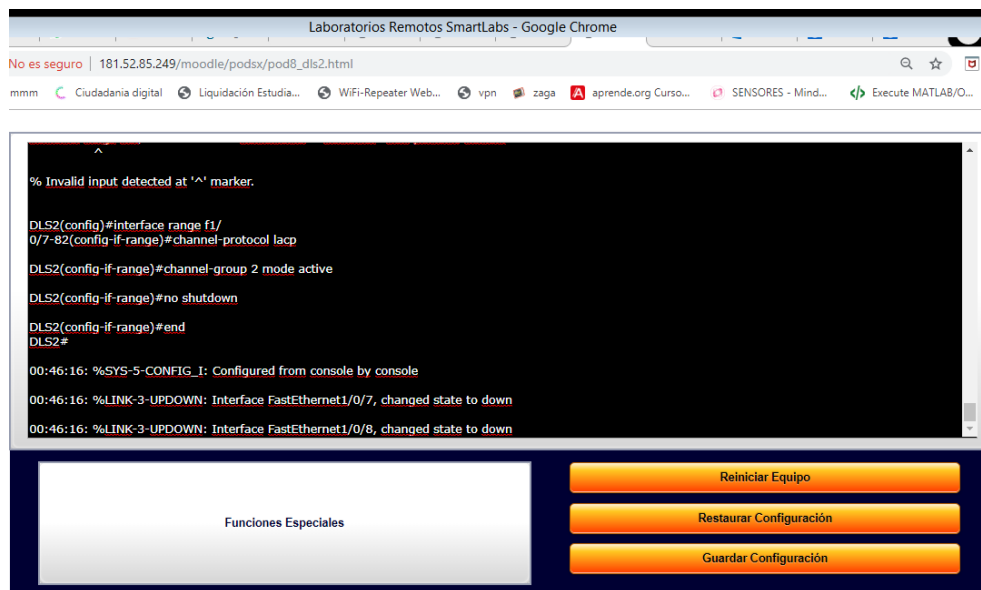 Laboratorios Remotos SmartLabs - Google Chrome
No es seguro | 181.52.85.249/moodle/podsx/pod8_dls2.html
mmm Ciudadania digital Liquidación Estudia... WiFi-Repeater Web... vpn zaga aprende.org Curso... SENSORES - Mind... Execute MATLAB/O...
^
% Invalid input detected at '^' marker.
DLS2(config)#interface range f1/
0/7-82(config-if-range)#channel-protocol lacp
DLS2(config-if-range)#channel-group 2 mode active
DLS2(config-if-range)#no shutdown
DLS2(config-if-range)#end
DLS2#
00:46:16: %SYS-5-CONFIG_I: Configured from console by console
00:46:16: %LINK-3-UPDOWN: Interface FastEthernet1/0/7, changed state to down
00:46:16: %LINK-3-UPDOWN: Interface FastEthernet1/0/8, changed state to down
Funciones Especiales
Reiniciar Equipo
Restaurar Configuración
Guardar Configuración